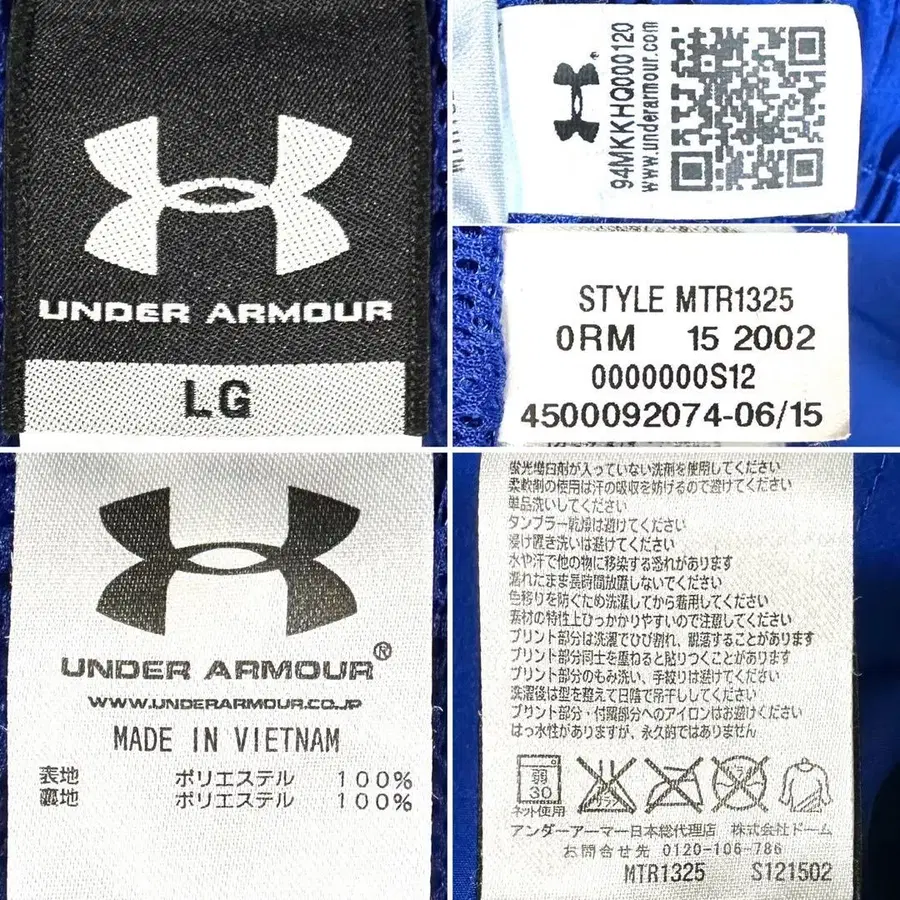 UNDER ARMOUR
LG
94MKKHQ000120
www.underarmour.com
STYLE MTR1325
0RM 15 2002
0000000S12
4500092074-06/15
UNDER ARMOUR®
WWW.UNDERARMOUR.CO.JP
MADE IN VIETNAM
表地 ポリエステル 100%
裏地 ポリエステル 100%
蛍光増白剤が入っていない洗剤を使用してください
柔軟剤の使用は汗の吸収を妨げるので避けてください
単品洗いしてください
タンブラー乾燥は避けてください
浸け置き洗いは避けてください
水や汗で他の物に移染する恐れがあります
濡れたまま長時間放置しないでください
色移りを防ぐため洗濯してから着用してください
素材の特性上ひっかかりやすいので注意してください
プリント部分は洗濯でひび割れ、脱落することがあります
プリント部分同士を重ねると貼りつくことがあります
プリント部分のもみ洗い、手絞りは避けてください
洗濯後は型を整えて日陰で吊干ししてください
プリント部分・付属部分へのアイロンはお避けください
はっ水性がありますが、永久的ではありません
弱
30
ネット使用
アンダーアーマー日本総代理店 株式会社ドーム
お問合せ先 0120-106-786
MTR1325 S121502